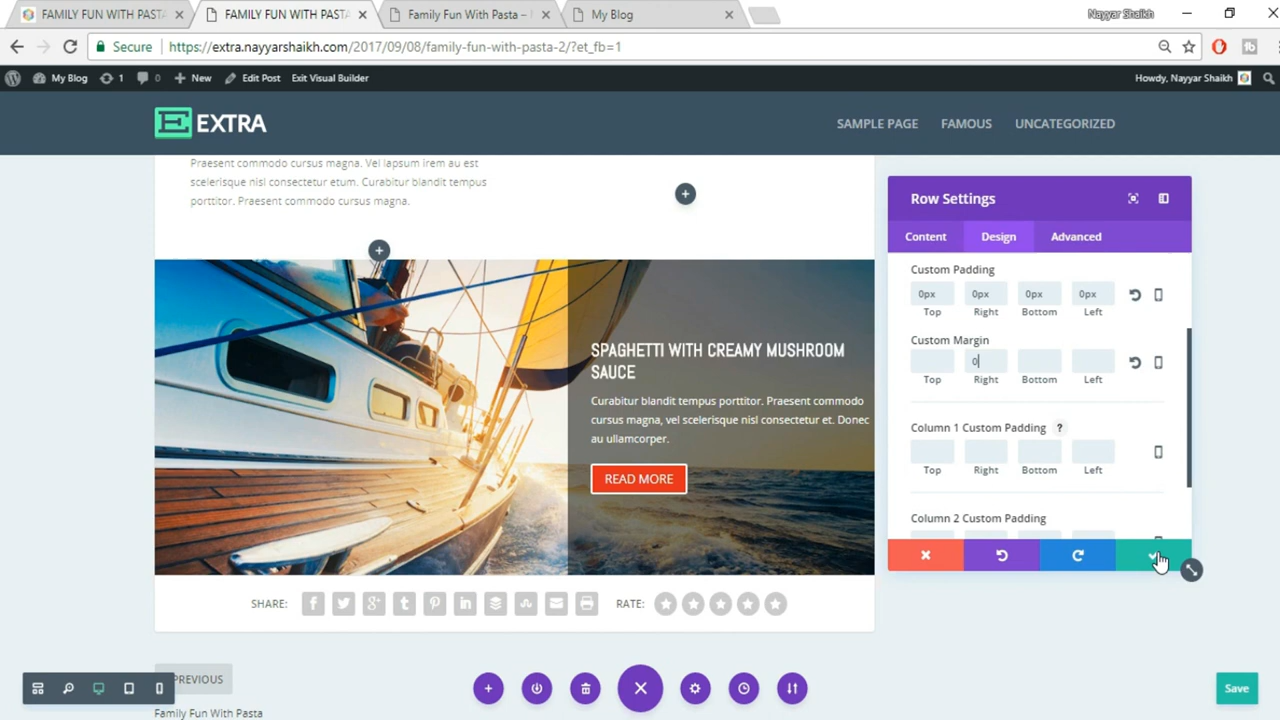 FAMILY FUN WITH PASTA
FAMILY FUN WITH PASTA
Family Fun With Pasta –
My Blog
Nayyar Shaikh
Secure
https://extra.nayyarshaikh.com/2017/09/08/family-fun-with-pasta-2/?et_fb=1
My Blog
1
0
New
Edit Post
Exit Visual Builder
Howdy, Nayyar Shaikh
E EXTRA
SAMPLE PAGE
FAMOUS
UNCATEGORIZED
Praesent commodo cursus magna. Vel lapsum irem au est
scelerisque nisl consectetur etum. Curabitur blandit tempus
porttitor. Praesent commodo cursus magna.
SPAGHETTI WITH CREAMY MUSHROOM
SAUCE
Curabitur blandit tempus porttitor. Praesent commodo
cursus magna, vel scelerisque nisl consectetur et. Donec
au ullamcorper.
READ MORE
SHARE:
RATE:
PREVIOUS
Family Fun With Pasta
Row Settings
Content
Design
Advanced
Custom Padding
0px 0px 0px 0px
Top Right Bottom Left
Custom Margin
0
Top Right Bottom Left
Column 1 Custom Padding ?
Top Right Bottom Left
Column 2 Custom Padding
Save